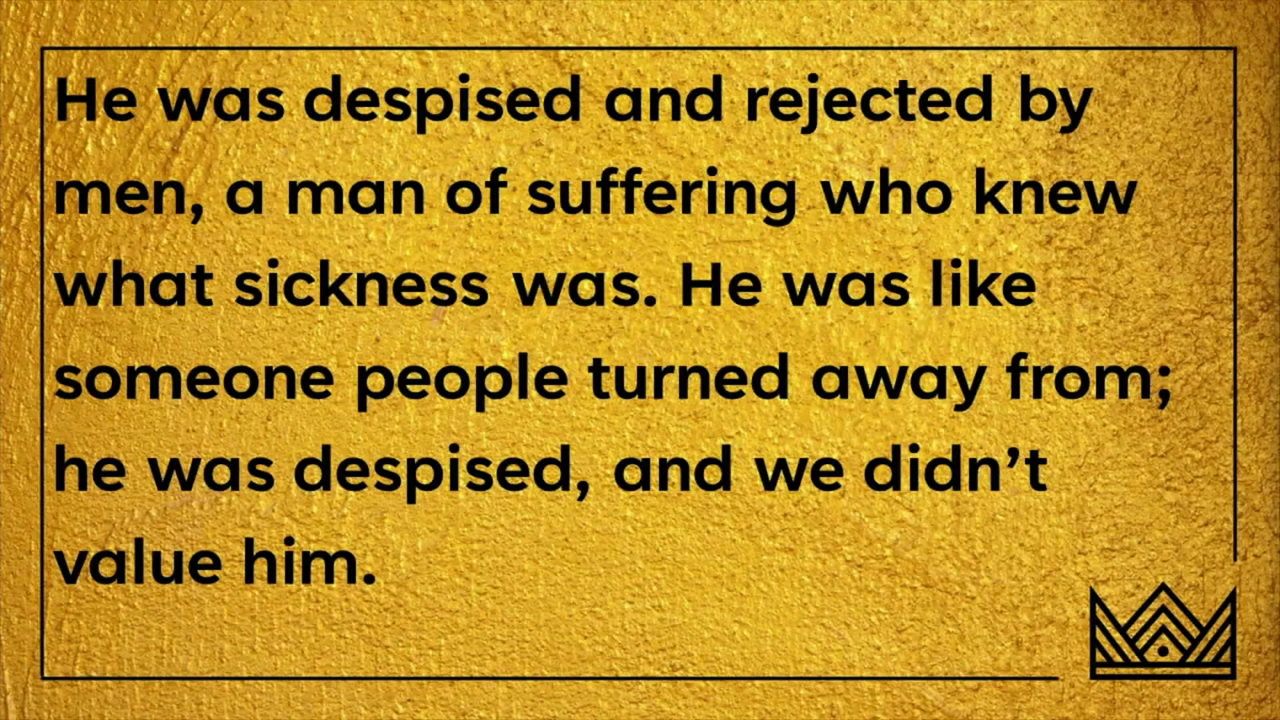 He was despised and rejected by
men, a man of suffering who knew
what sickness was. He was like
someone people turned away from;
he was despised, and we didn’t
value him.